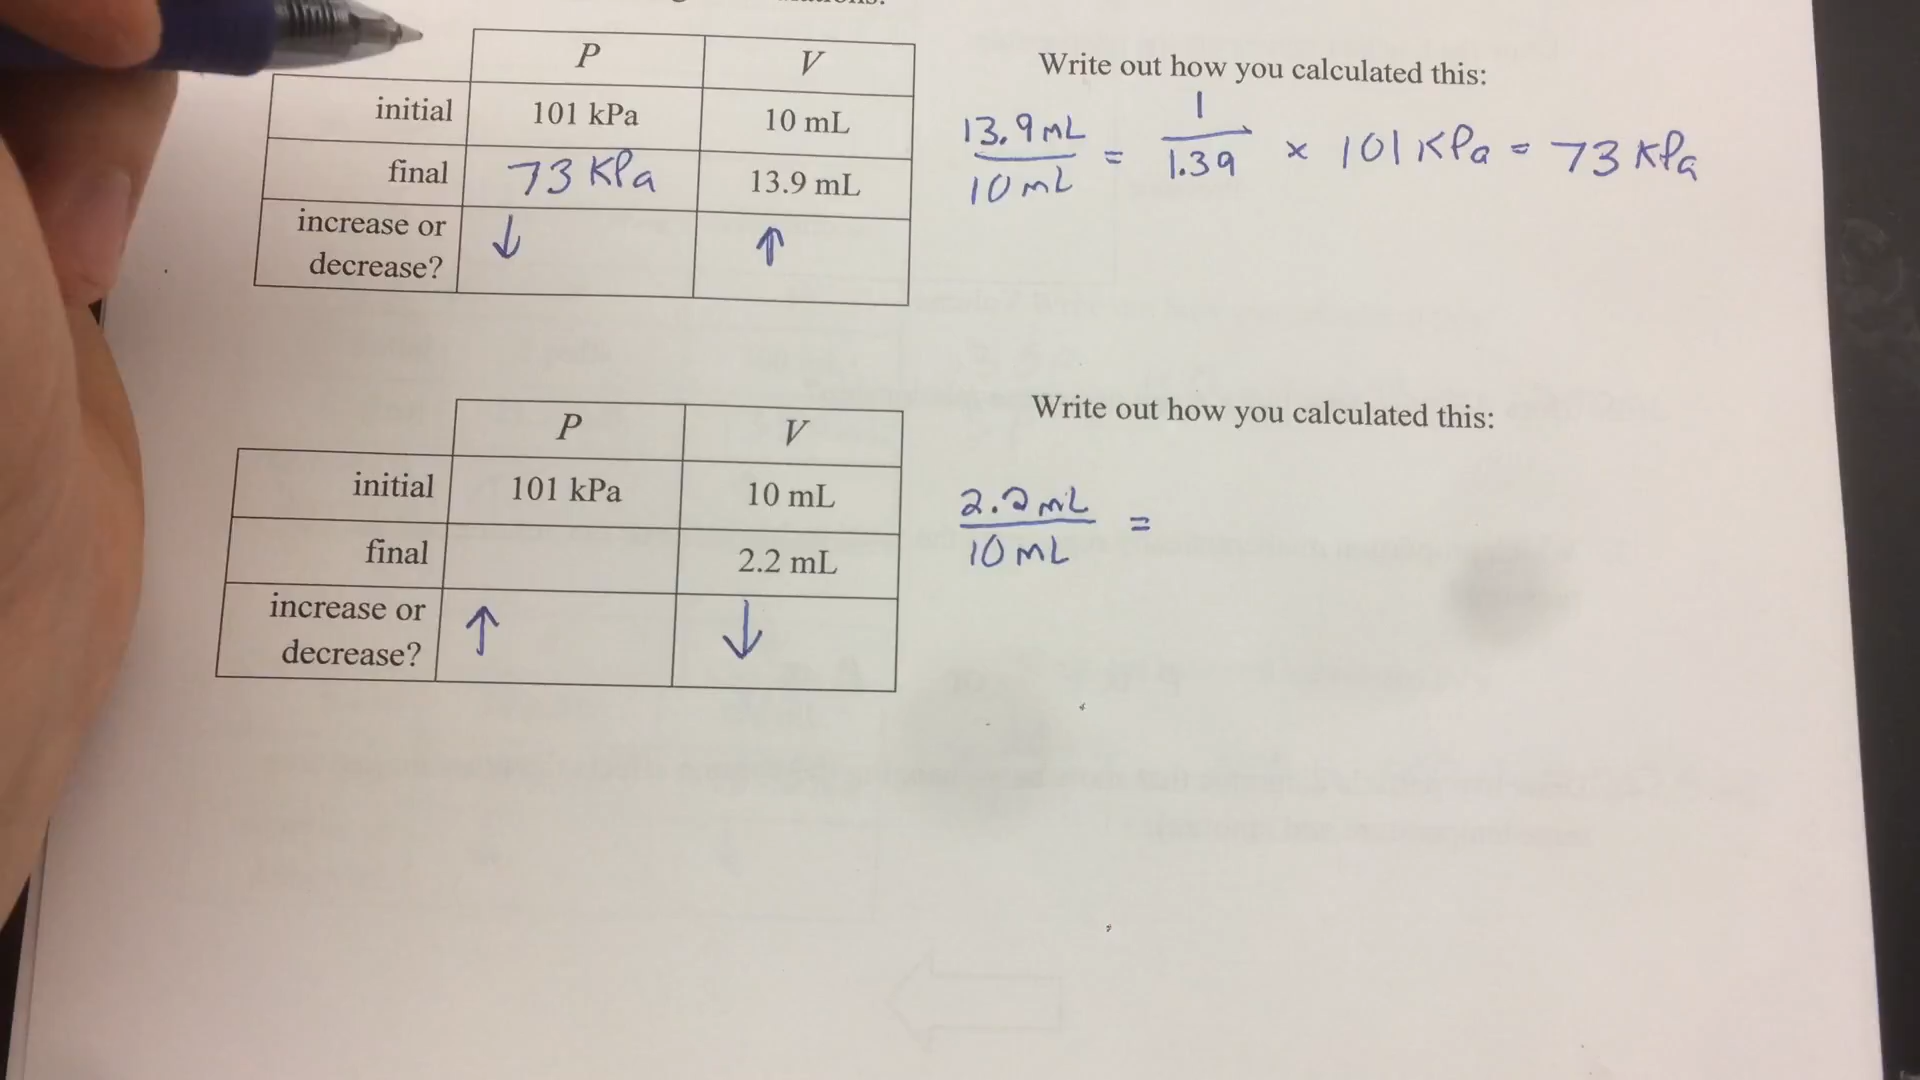 P V
initial 101 kPa 10 mL
final 73 KPa 13.9 mL
increase or decrease? ↓ ↑
Write out how you calculated this:
13.9 mL / 10 mL = 1 / 1.39 × 101 KPa = 73 KPa
P V
initial 101 kPa 10 mL
final 2.2 mL
increase or decrease? ↑ ↓
Write out how you calculated this:
2.2 mL / 10 mL =